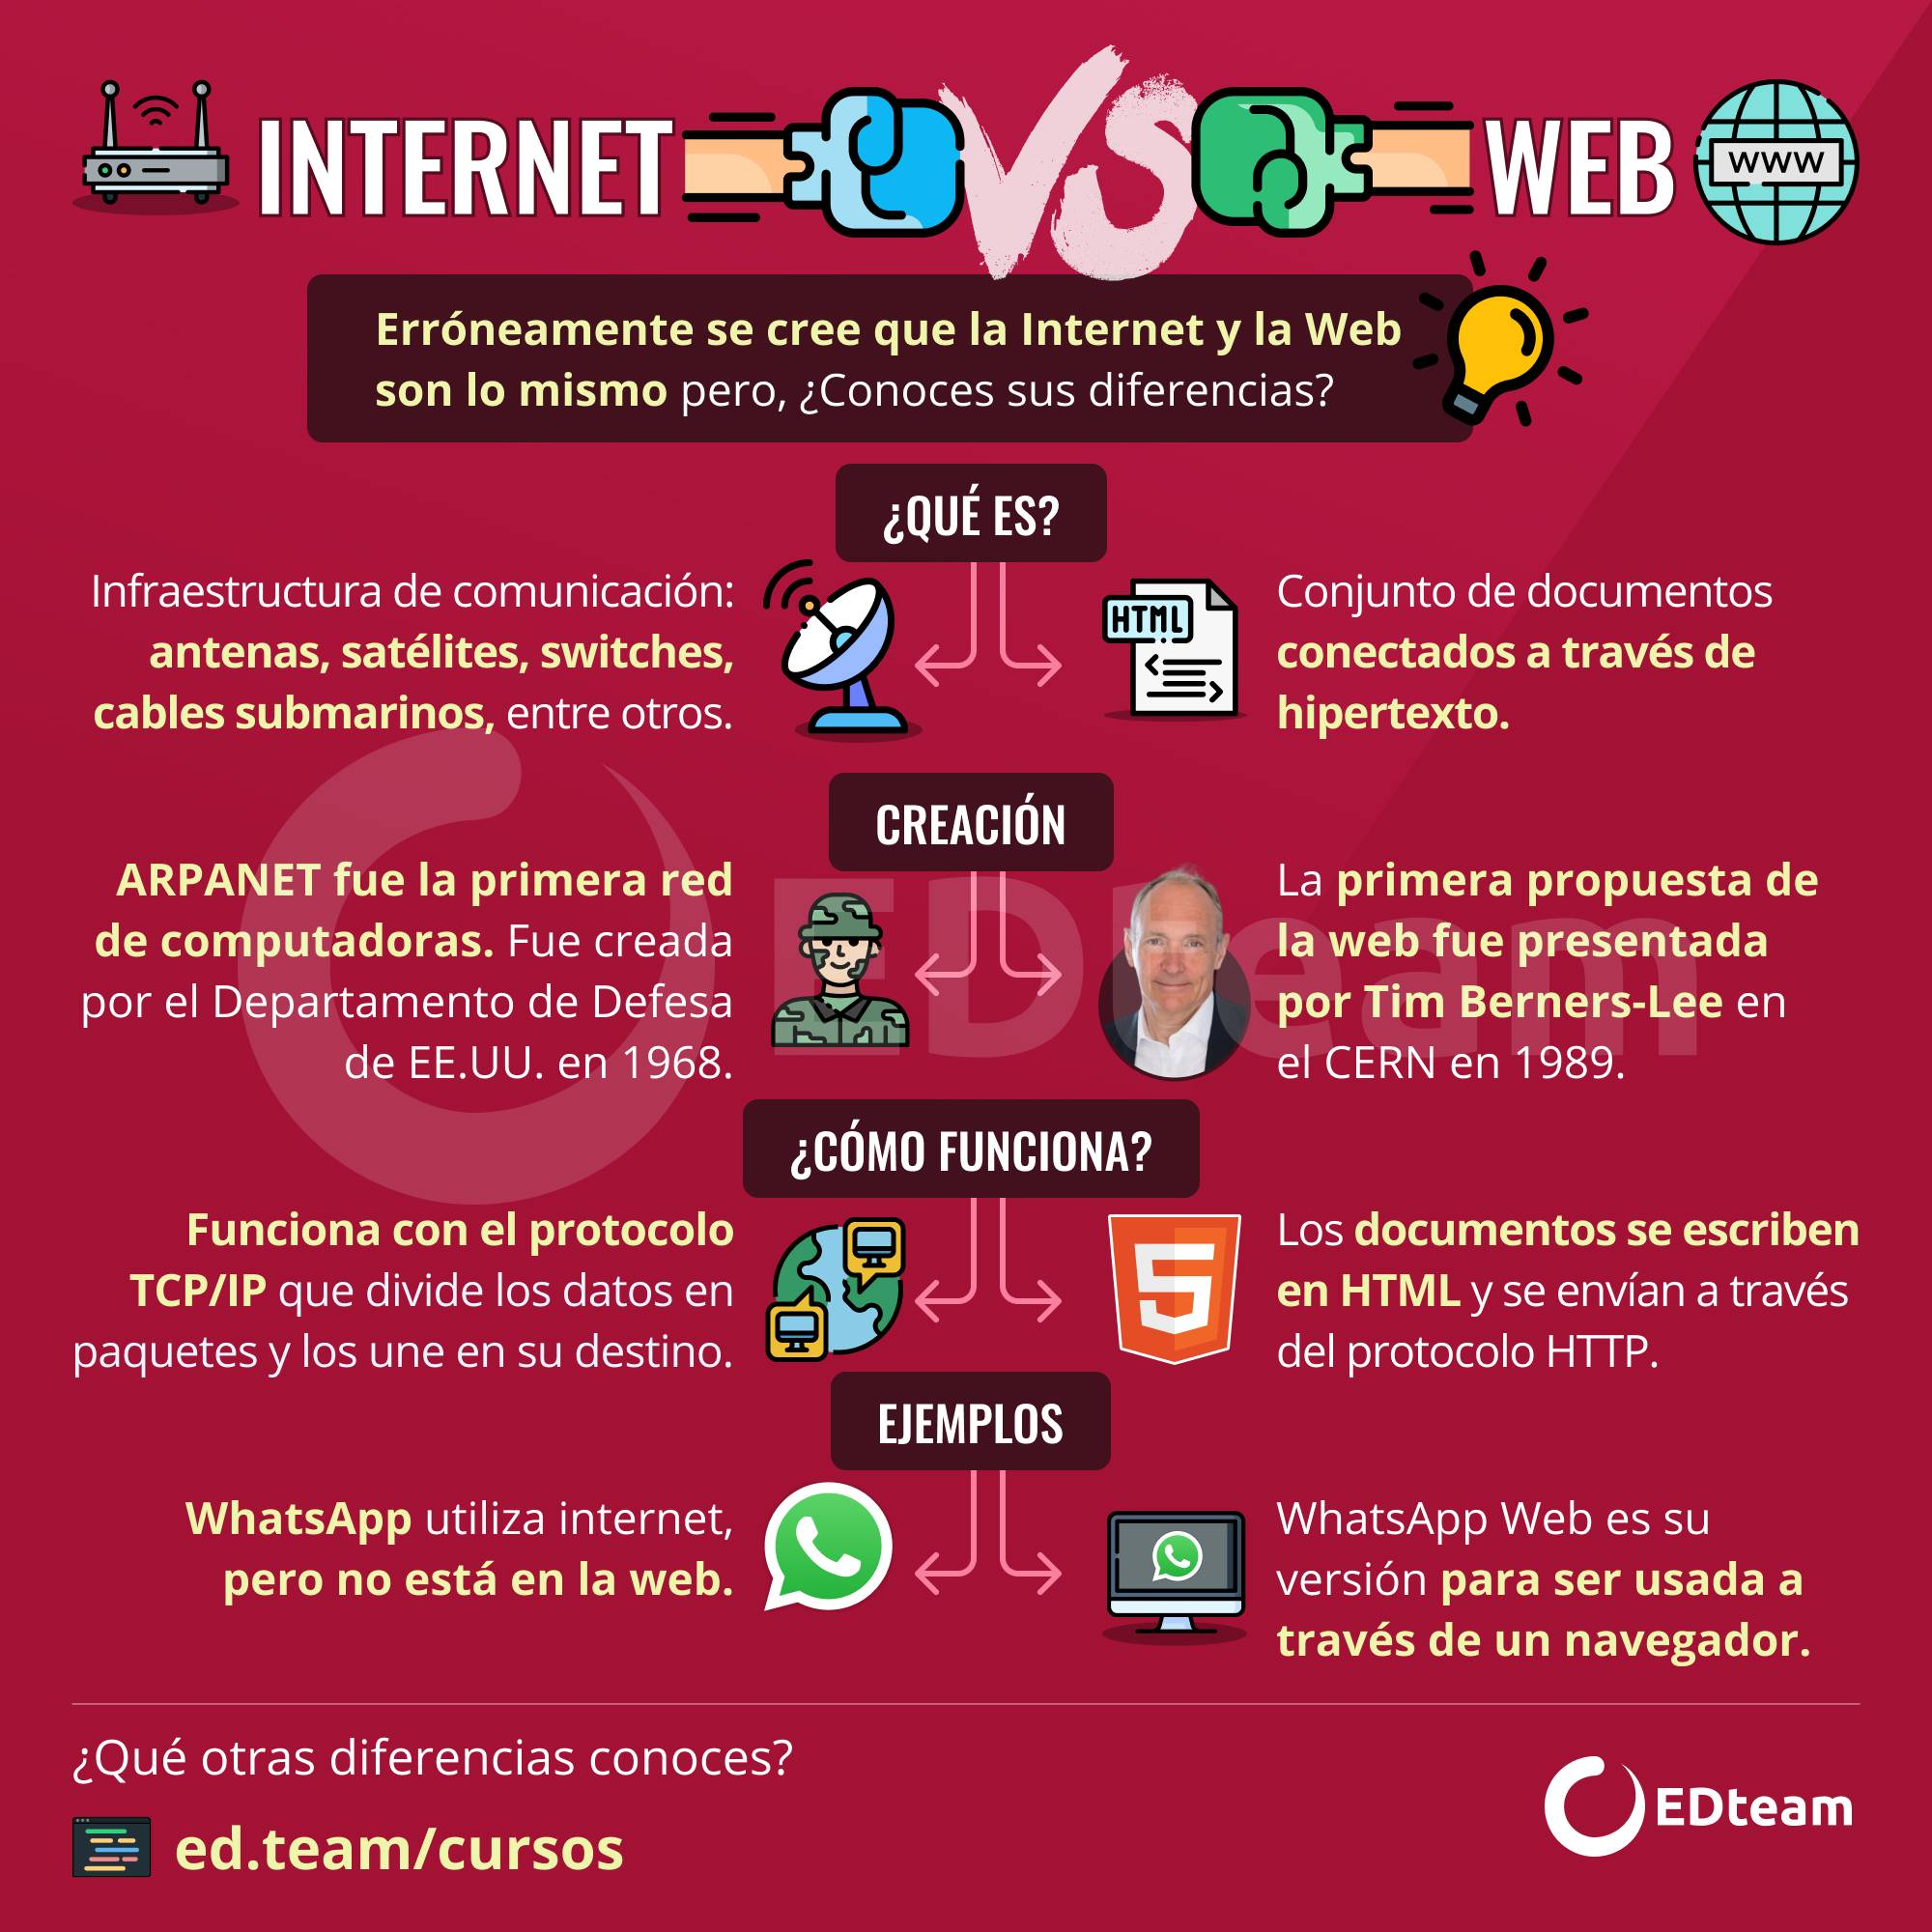 INTERNET VS WEB
WWW
Erróneamente se cree que la Internet y la Web
son lo mismo pero, ¿Conoces sus diferencias?
¿QUÉ ES?
Infraestructura de comunicación:
antenas, satélites, switches,
cables submarinos, entre otros.
HTML
Conjunto de documentos
conectados a través de
hipertexto.
CREACIÓN
ARPANET fue la primera red
de computadoras. Fue creada
por el Departamento de Defesa
de EE.UU. en 1968.
La primera propuesta de
la web fue presentada
por Tim Berners-Lee en
el CERN en 1989.
EDteam
¿CÓMO FUNCIONA?
Funciona con el protocolo
TCP/IP que divide los datos en
paquetes y los une en su destino.
5
Los documentos se escriben
en HTML y se envían a través
del protocolo HTTP.
EJEMPLOS
WhatsApp utiliza internet,
pero no está en la web.
WhatsApp Web es su
versión para ser usada a
través de un navegador.
¿Qué otras diferencias conoces?
ed.team/cursos
EDteam